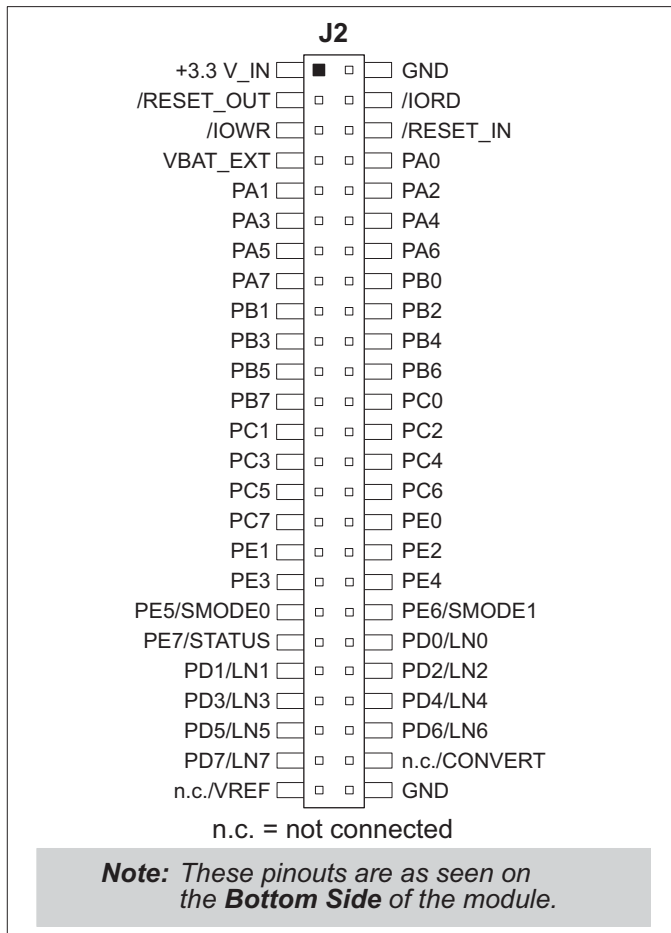 J2
+3.3 V_IN GND
/RESET_OUT /IORD
/IOWR /RESET_IN
VBAT_EXT PA0
PA1 PA2
PA3 PA4
PA5 PA6
PA7 PB0
PB1 PB2
PB3 PB4
PB5 PB6
PB7 PC0
PC1 PC2
PC3 PC4
PC5 PC6
PC7 PE0
PE1 PE2
PE3 PE4
PE5/SMODE0 PE6/SMODE1
PE7/STATUS PD0/LN0
PD1/LN1 PD2/LN2
PD3/LN3 PD4/LN4
PD5/LN5 PD6/LN6
PD7/LN7 n.c./CONVERT
n.c./VREF GND
n.c. = not connected
Note: These pinouts are as seen on
the Bottom Side of the module.